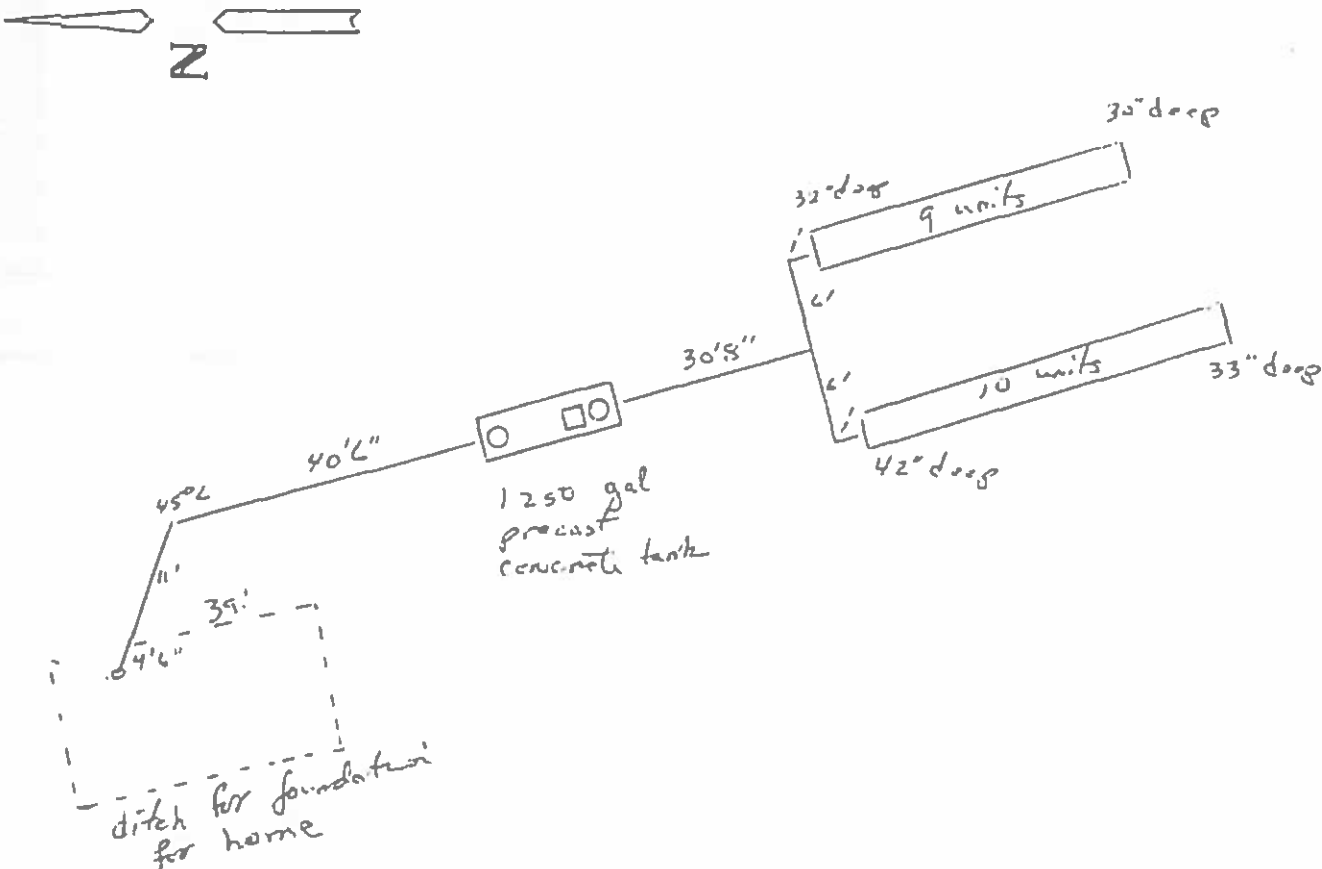 N
30" deep
32" deep
9 units
1'
6'
30'8"
6'
10 units
33" deep
1'
42" deep
40'6"
45°L
1250 gal
precast
concrete tank
11'
39'
4'6"
ditch for foundation
for home